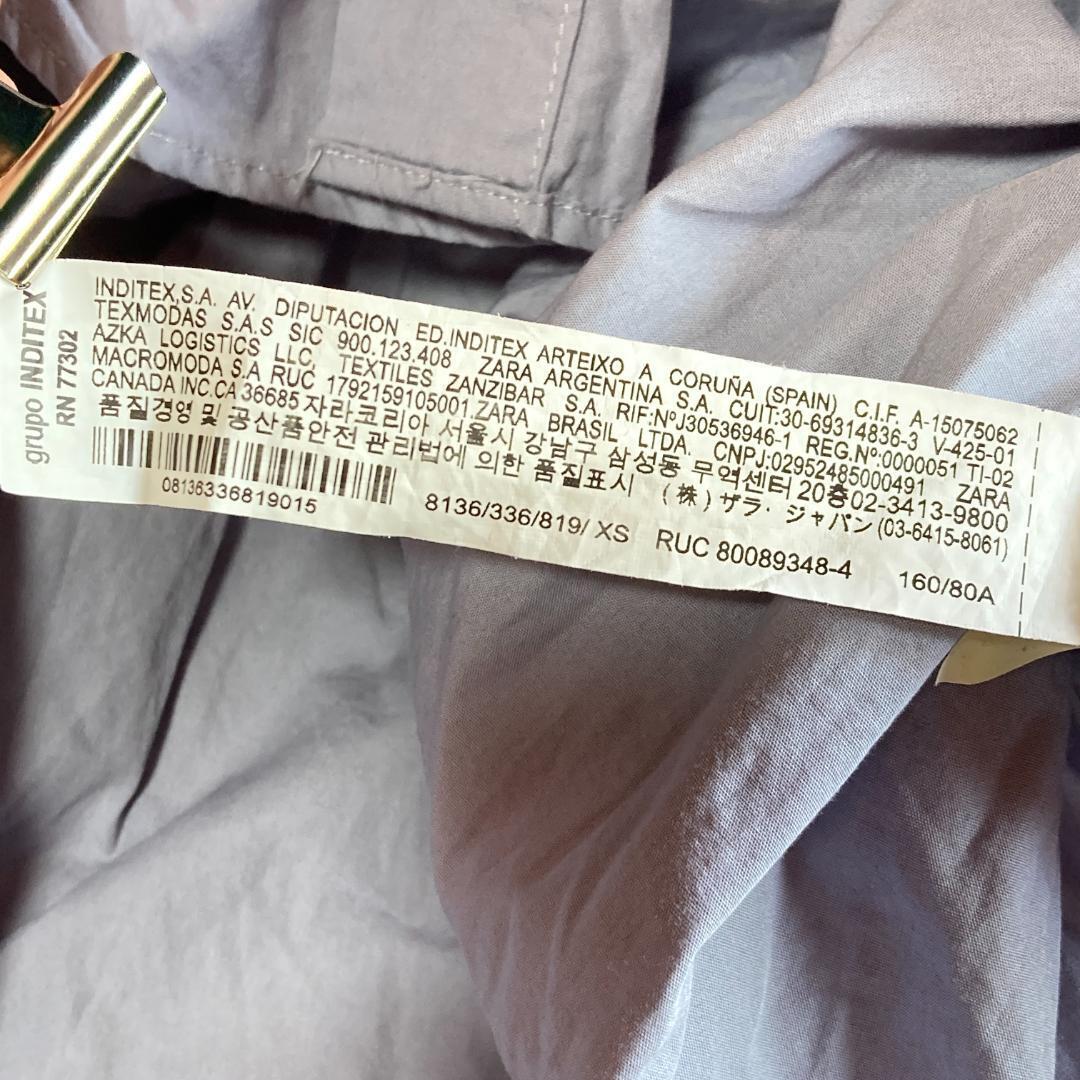 grupo INDITEX
RN 77302
INDITEX,S.A. AV. DIPUTACION ED.INDITEX ARTEIXO A CORUÑA (SPAIN) C.I.F. A-15075062
TEXMODAS S.A.S SIC 900.123.408 ZARA ARGENTINA S.A. CUIT:30-69314836-3 V-425-01
AZKA LOGISTICS LLC, TEXTILES ZANZIBAR S.A. RIF:NºJ30536946-1 REG.Nº:0000051 TI-02
MACROMODA S.A RUC 1792159105001 ZARA BRASIL LTDA. CNPJ:02952485000491 ZARA
CANADA INC.CA 36685 자라코리아 서울시 강남구 삼성동 무역센터 20층02-3413-9800
품질경영 및 공산품안전 관리법에 의한 품질표시 (株) ザラ・ジャパン (03-6415-8061)
08136336819015
8136/336/819/ XS RUC 80089348-4 160/80A